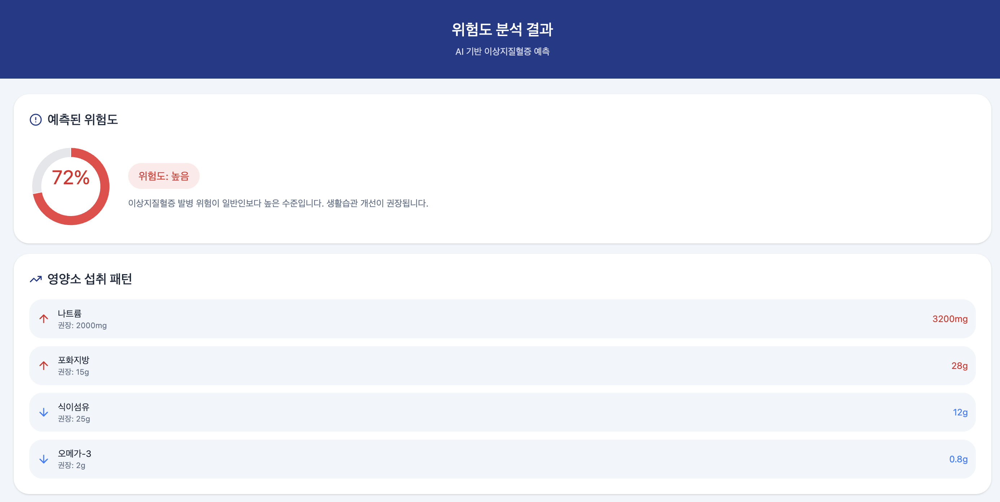 위험도 분석 결과
AI 기반 이상지질혈증 예측
예측된 위험도
72%
위험도: 높음
이상지질혈증 발병 위험이 일반인보다 높은 수준입니다. 생활습관 개선이 권장됩니다.
영양소 섭취 패턴
나트륨
권장: 2000mg
3200mg
포화지방
권장: 15g
28g
식이섬유
권장: 25g
12g
오메가-3
권장: 2g
0.8g